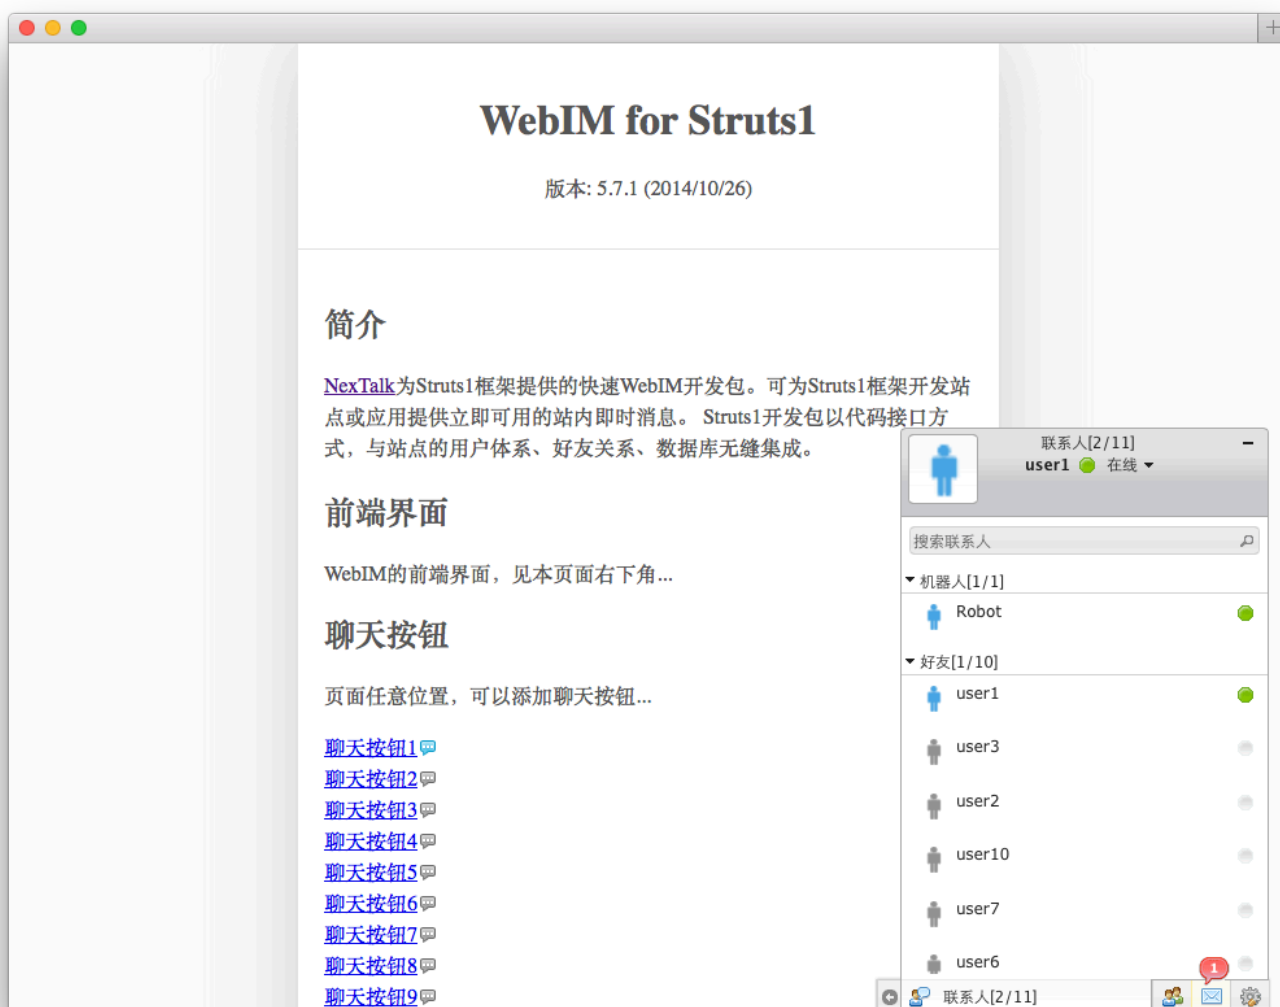 WebIM for Struts1
版本: 5.7.1 (2014/10/26)
简介
NexTalk为Struts1框架提供的快速WebIM开发包。可为Struts1框架开发站
点或应用提供立即可用的站内即时消息。 Struts1开发包以代码接口方
式，与站点的用户体系、好友关系、数据库无缝集成。
前端界面
WebIM的前端界面，见本页面右下角...
聊天按钮
页面任意位置，可以添加聊天按钮...
聊天按钮1
聊天按钮2
聊天按钮3
聊天按钮4
聊天按钮5
聊天按钮6
聊天按钮7
聊天按钮8
聊天按钮9
联系人[2/11]
user1 在线
搜索联系人
机器人[1/1]
Robot
好友[1/10]
user1
user3
user2
user10
user7
user6
1
联系人[2/11]